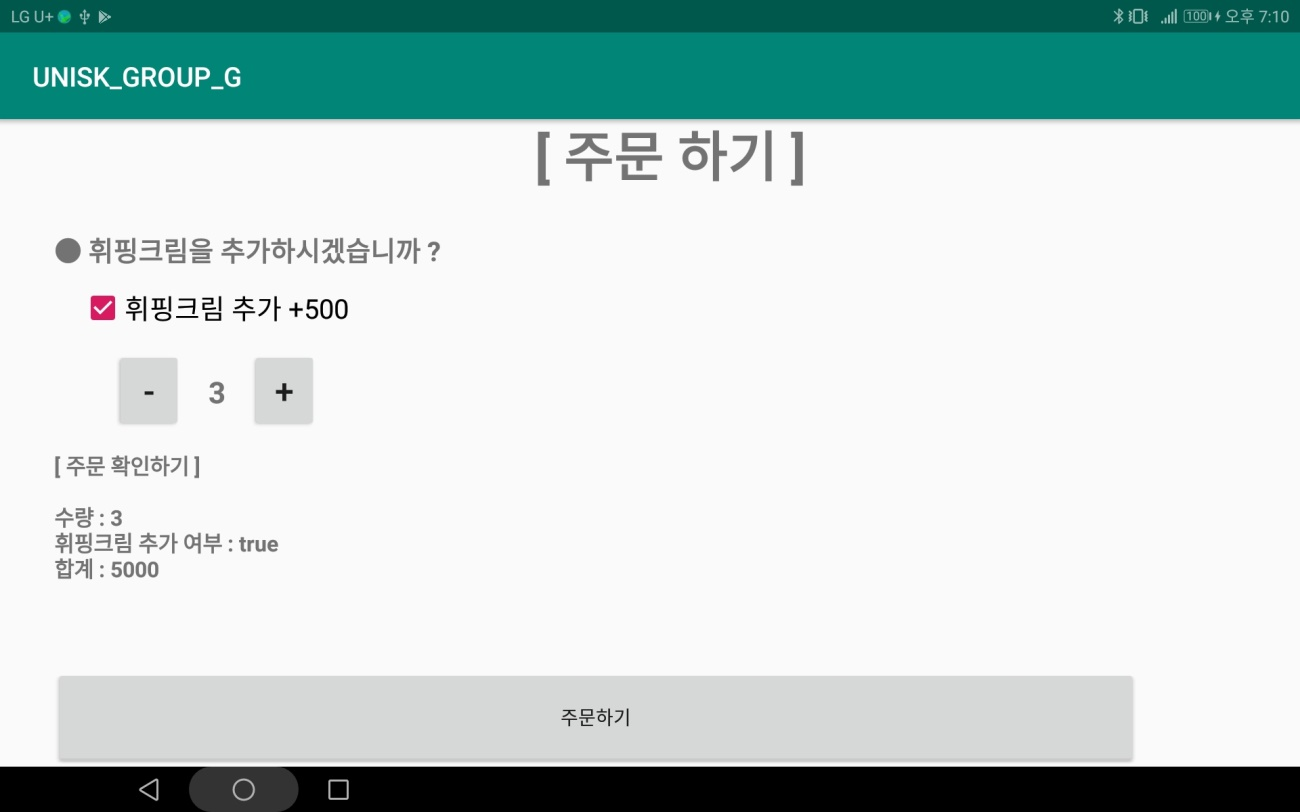 LG U+ 100 오후 7:10
UNISK_GROUP_G
[ 주문 하기 ]
● 휘핑크림을 추가하시겠습니까 ?
휘핑크림 추가 +500
- 3 +
[ 주문 확인하기 ]
수량 : 3
휘핑크림 추가 여부 : true
합계 : 5000
주문하기